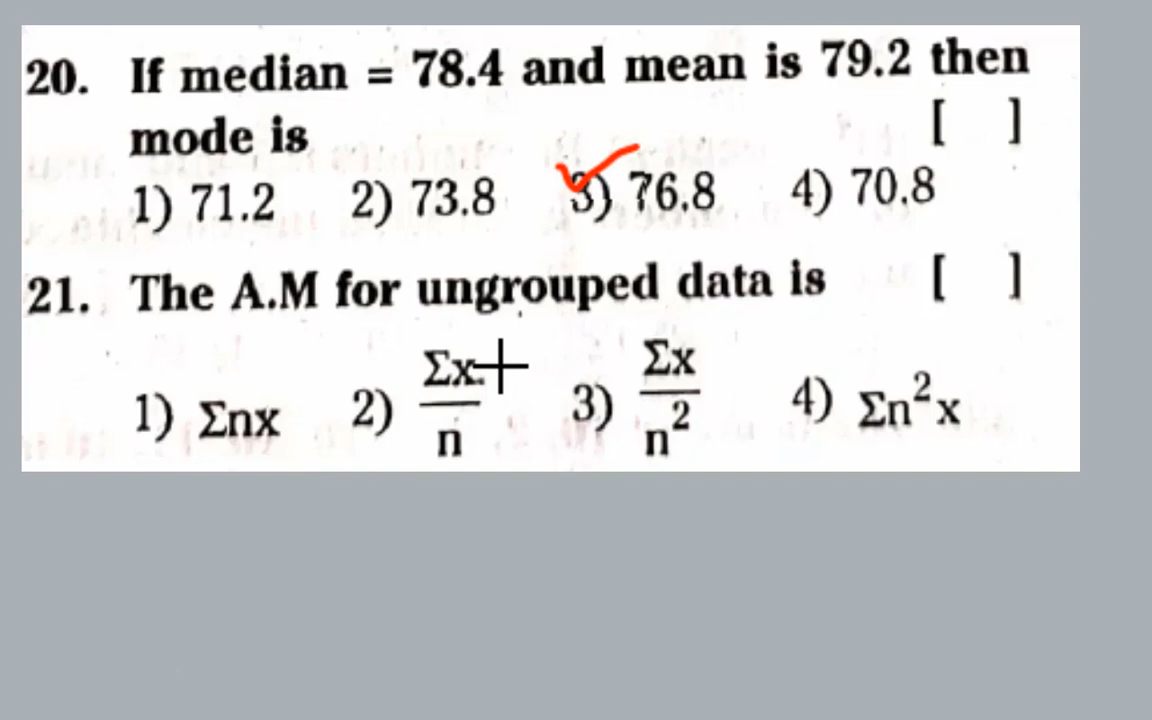 20. If median = 78.4 and mean is 79.2 then
mode is [ ]
1) 71.2 2) 73.8 3) 76.8 4) 70.8
21. The A.M for ungrouped data is [ ]
1) Σnx 2) Σx/n 3) Σx/n² 4) Σn²x